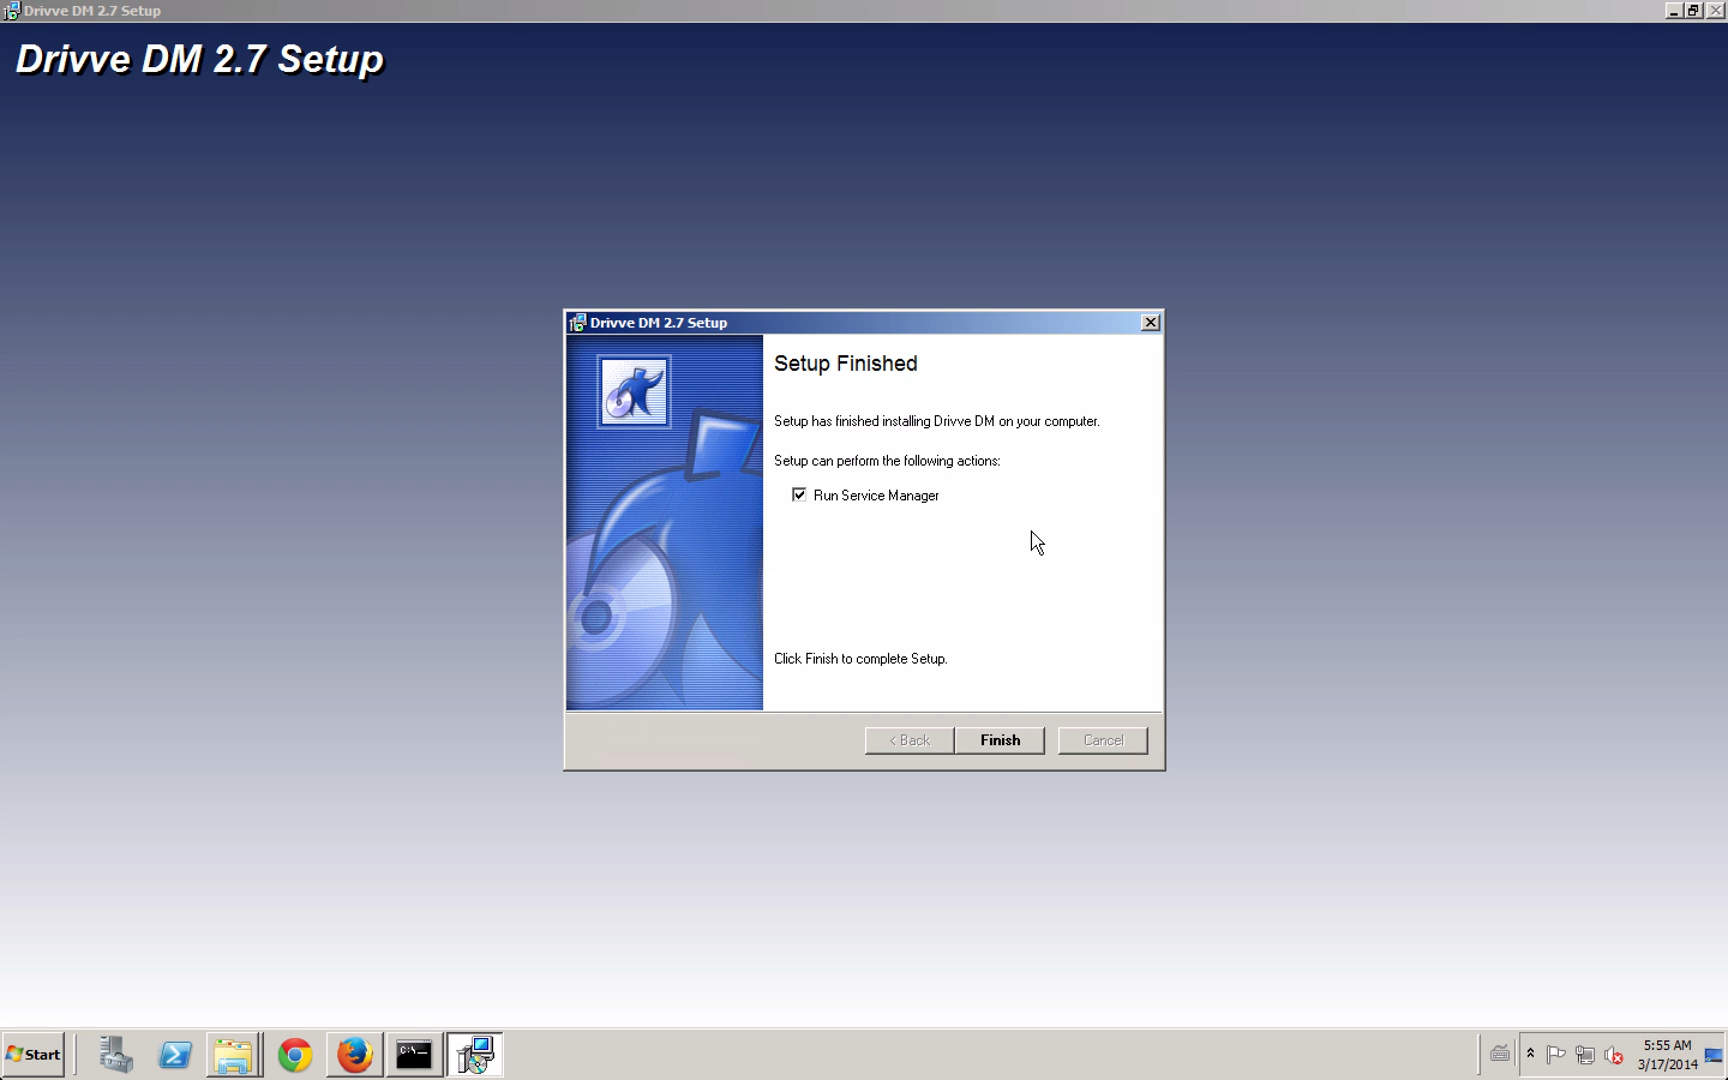 Drivve DM 2.7 Setup
Drivve DM 2.7 Setup
Drivve DM 2.7 Setup
Setup Finished
Setup has finished installing Drivve DM on your computer.
Setup can perform the following actions:
Run Service Manager
Click Finish to complete Setup.
< Back
Finish
Cancel
Start
C:\_
5:55 AM
3/17/2014